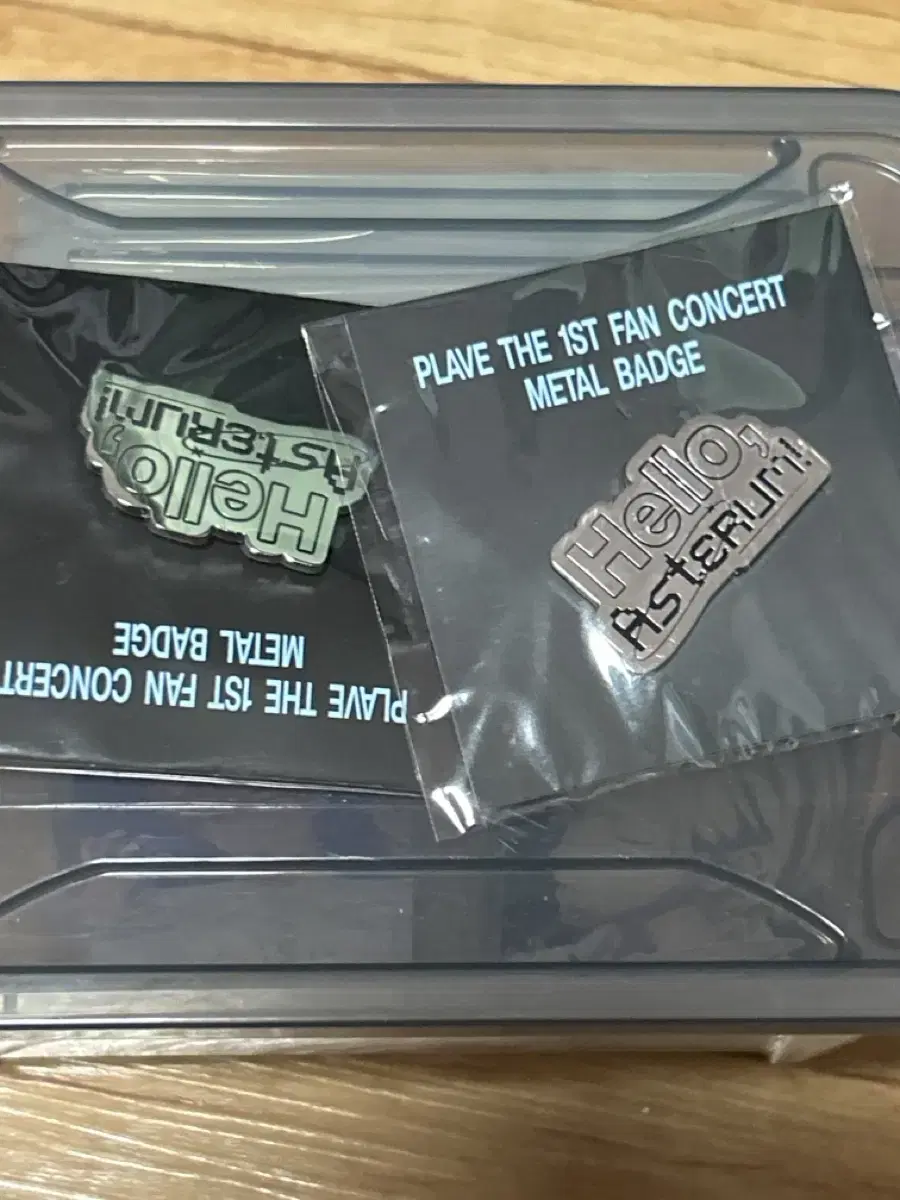 PLAVE THE 1ST FAN CONCERT
METAL BADGE
Hello,
Asterum!
Hello,
Asterum!
PLAVE THE 1ST FAN CONCERT
METAL BADGE